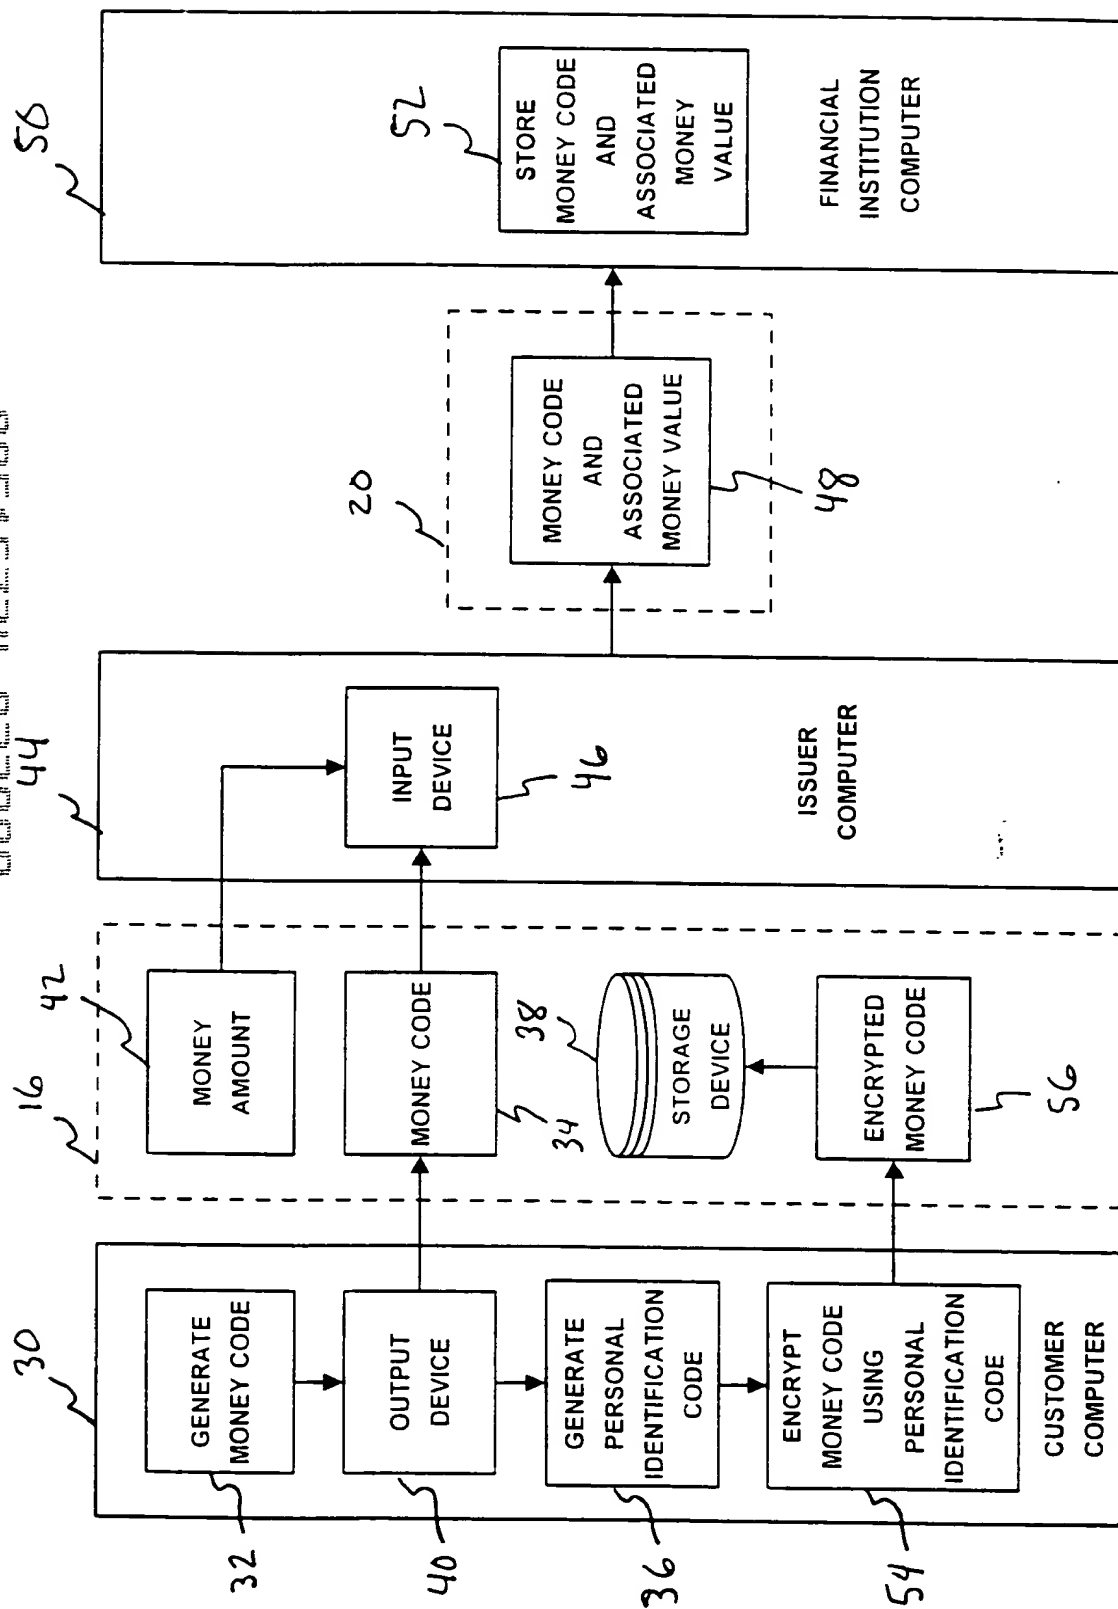 30
GENERATE
MONEY CODE
32
OUTPUT
DEVICE
40
GENERATE
PERSONAL
IDENTIFICATION
CODE
36
ENCRYPT
MONEY CODE
USING
PERSONAL
IDENTIFICATION
CODE
54
CUSTOMER
COMPUTER
16
42
MONEY
AMOUNT
MONEY CODE
34
38
STORAGE
DEVICE
ENCRYPTED
MONEY CODE
56
44
INPUT
DEVICE
46
ISSUER
COMPUTER
20
MONEY CODE
AND
ASSOCIATED
MONEY VALUE
48
50
52
STORE
MONEY CODE
AND
ASSOCIATED
MONEY
VALUE
FINANCIAL
INSTITUTION
COMPUTER